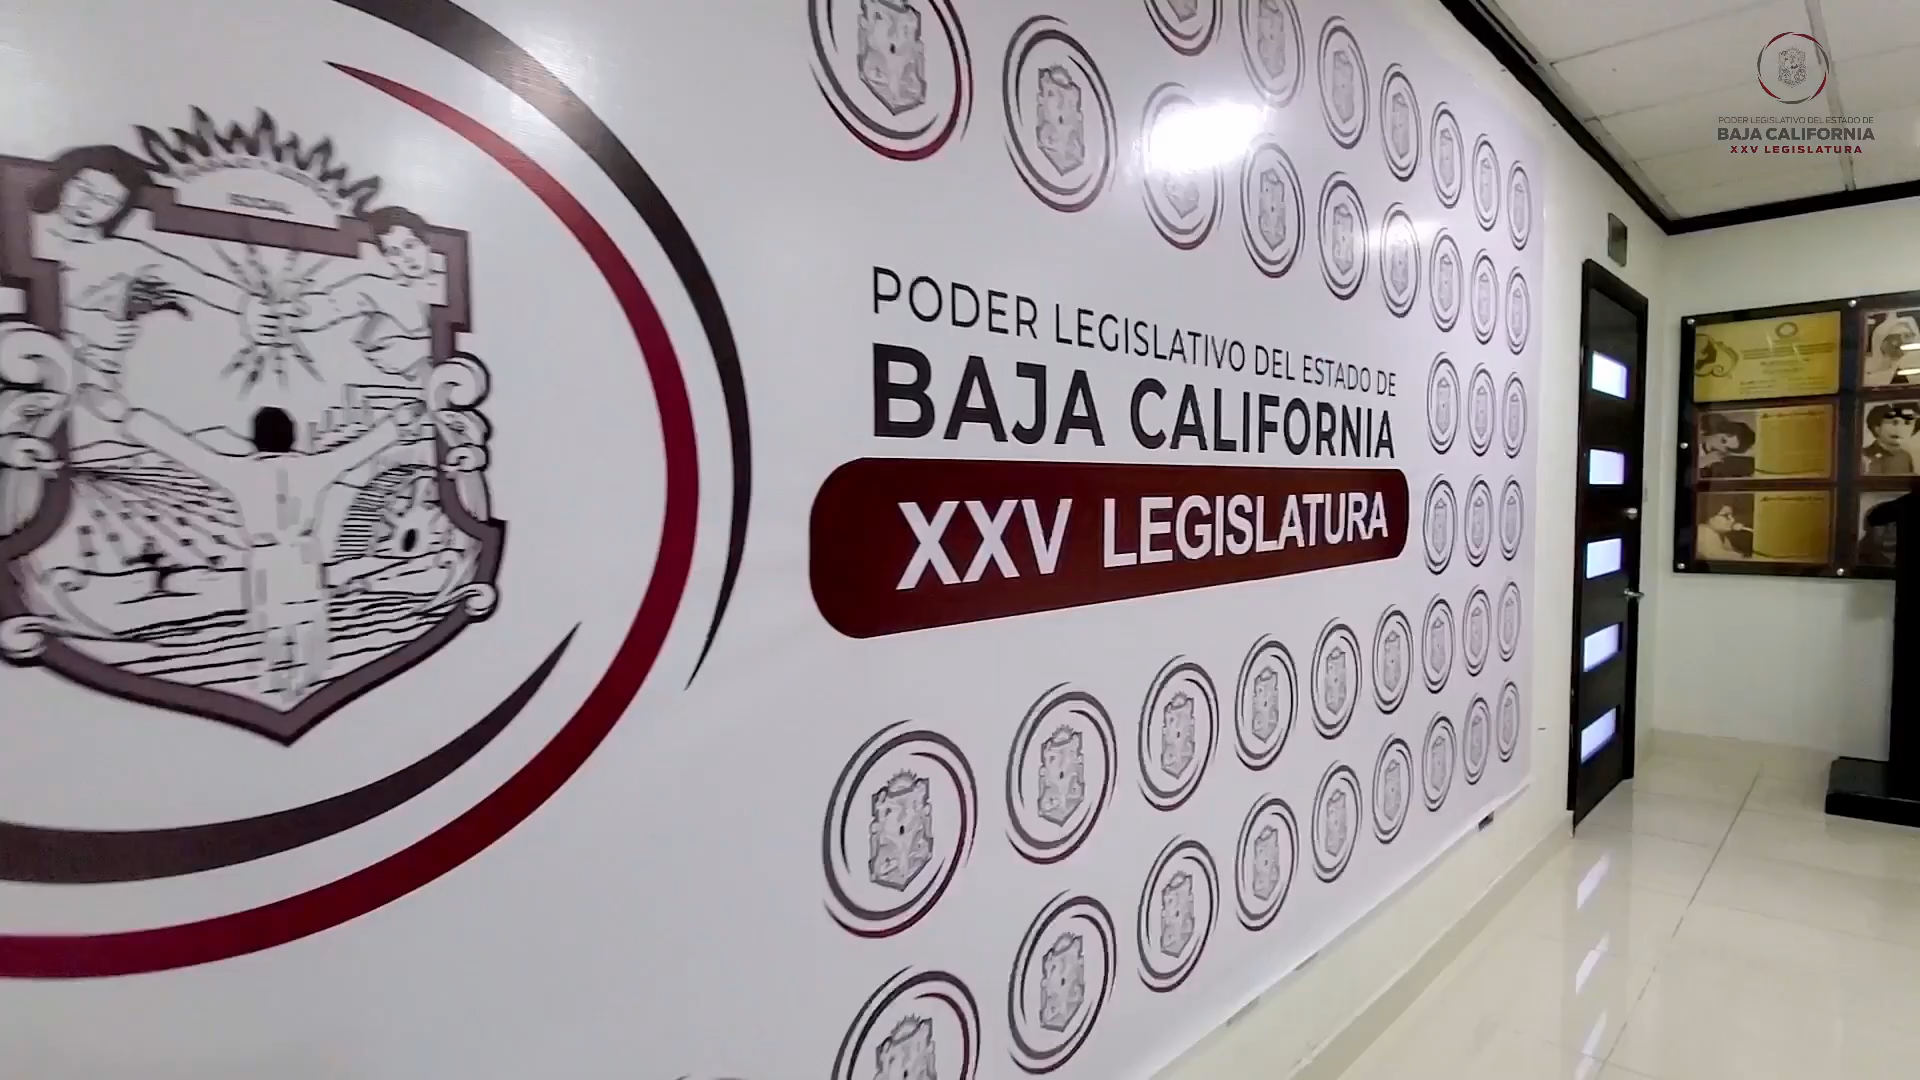 PODER LEGISLATIVO DEL ESTADO DE
BAJA CALIFORNIA
XXV LEGISLATURA
PODER LEGISLATIVO DEL ESTADO DE
BAJA CALIFORNIA
XXV LEGISLATURA